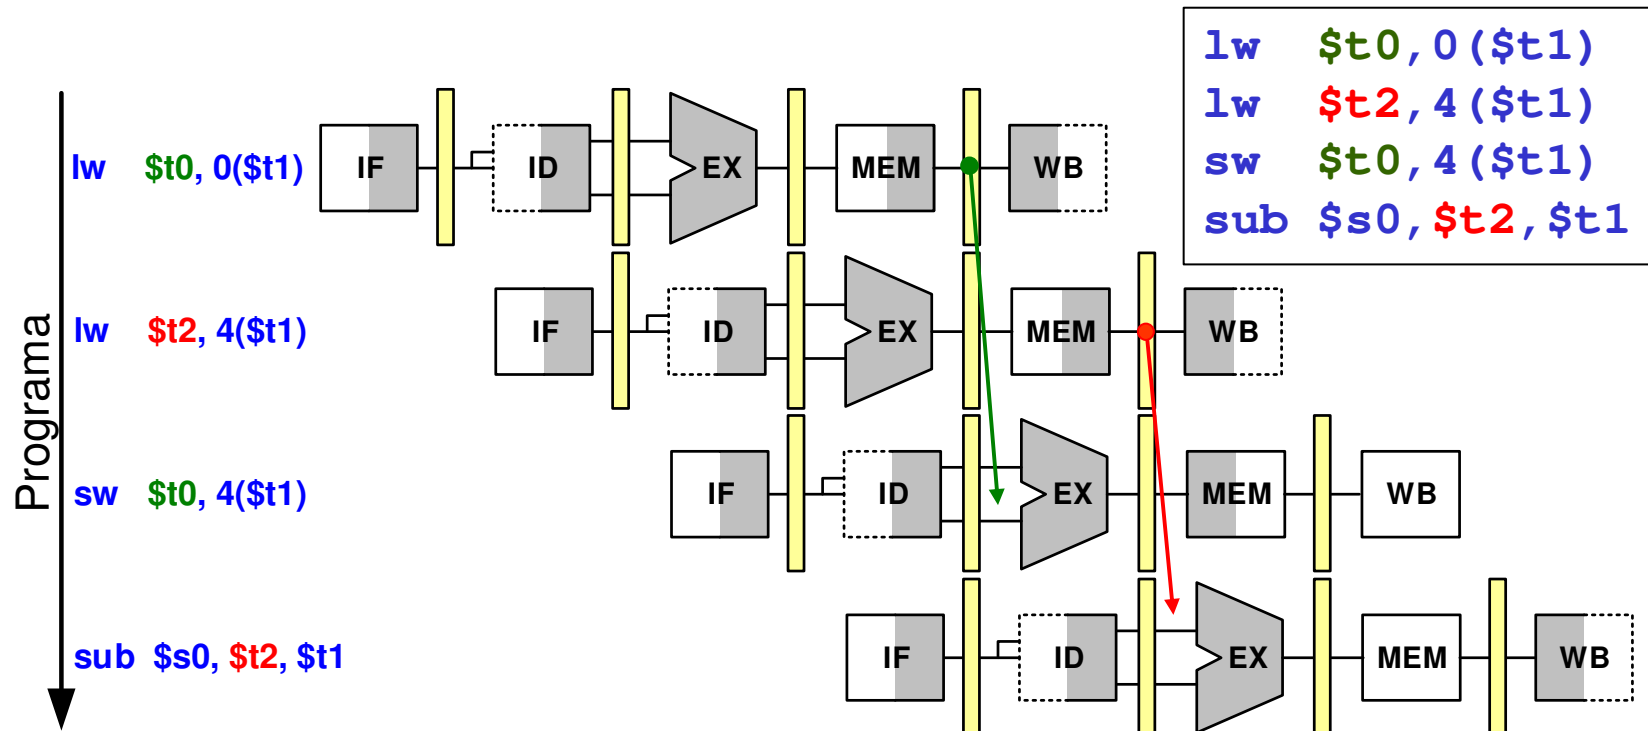 lw $t0,0($t1)
lw $t2,4($t1)
sw $t0,4($t1)
sub $s0,$t2,$t1
Programa
lw $t0, 0($t1) IF ID EX MEM WB
lw $t2, 4($t1) IF ID EX MEM WB
sw $t0, 4($t1) IF ID EX MEM WB
sub $s0, $t2, $t1 IF ID EX MEM WB